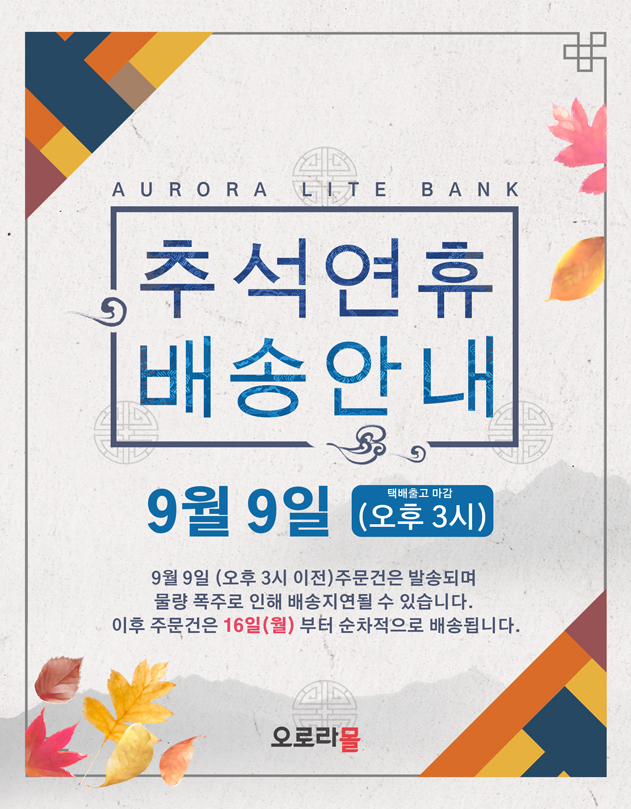 AURORA LITE BANK
추석연휴
배송안내
9월 9일
택배출고 마감
(오후 3시)
9월 9일 (오후 3시 이전)주문건은 발송되며
물량 폭주로 인해 배송지연될 수 있습니다.
이후 주문건은 16일(월) 부터 순차적으로 배송됩니다.
오로라몰